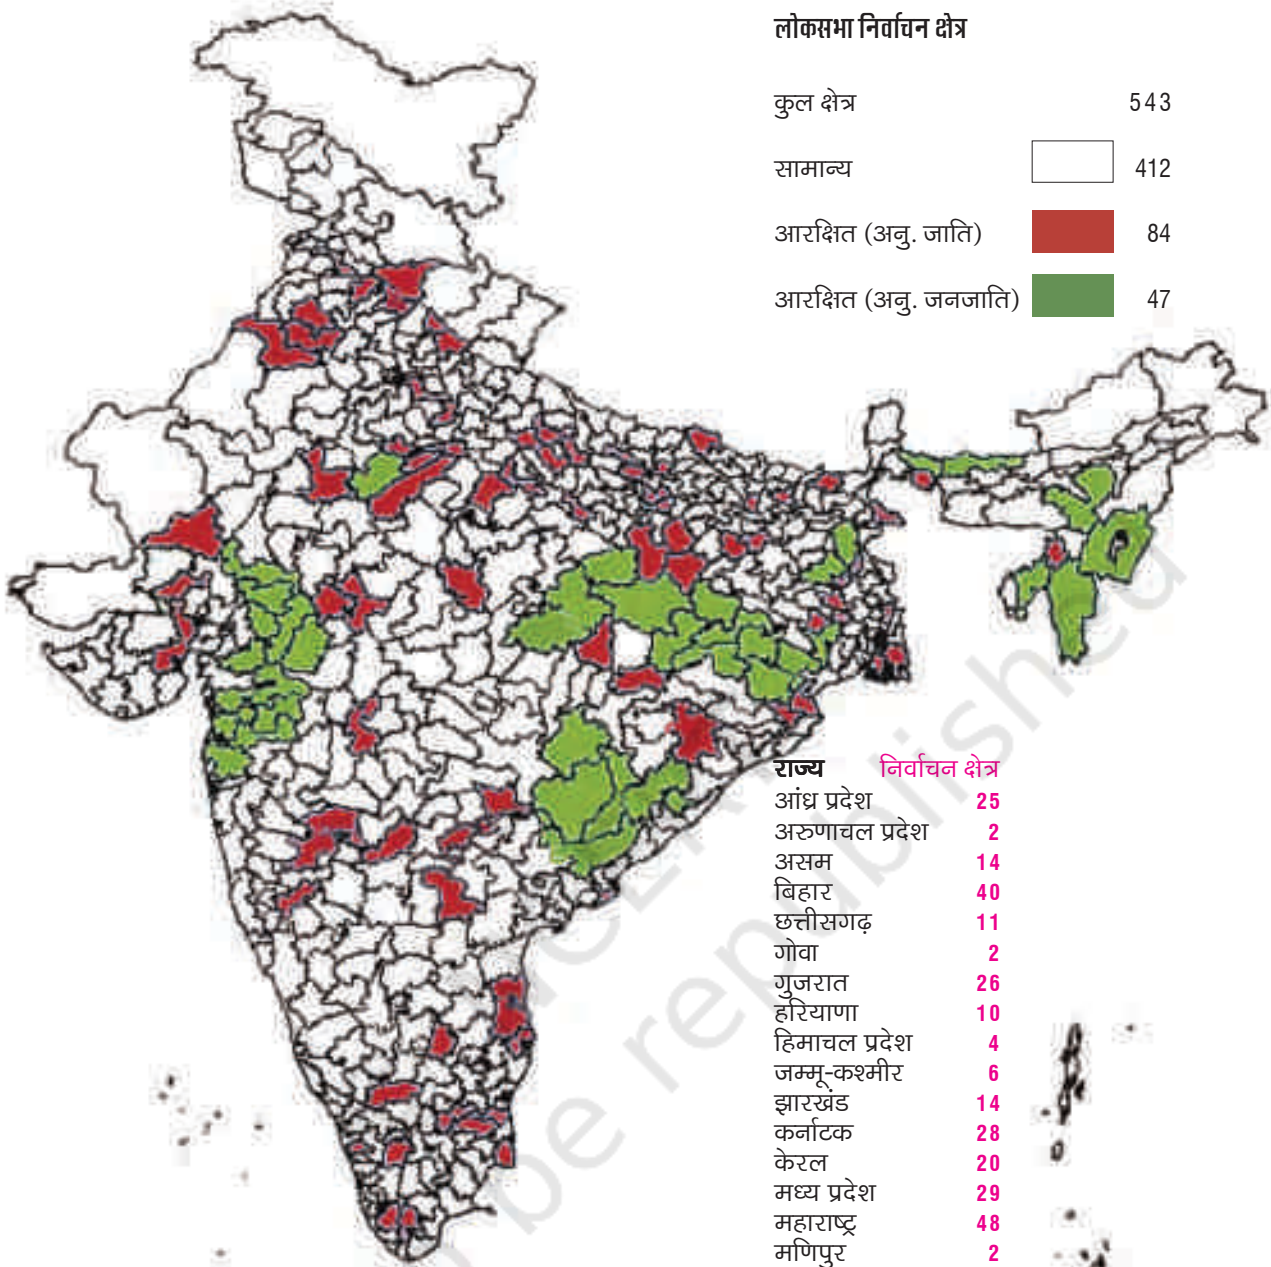 लोकसभा निर्वाचन क्षेत्र
कुल क्षेत्र 543
सामान्य 412
आरक्षित (अनु. जाति) 84
आरक्षित (अनु. जनजाति) 47
राज्य निर्वाचन क्षेत्र
आंध्र प्रदेश 25
अरुणाचल प्रदेश 2
असम 14
बिहार 40
छत्तीसगढ़ 11
गोवा 2
गुजरात 26
हरियाणा 10
हिमाचल प्रदेश 4
जम्मू-कश्मीर 6
झारखंड 14
कर्नाटक 28
केरल 20
मध्य प्रदेश 29
महाराष्ट्र 48
मणिपुर 2
be republished